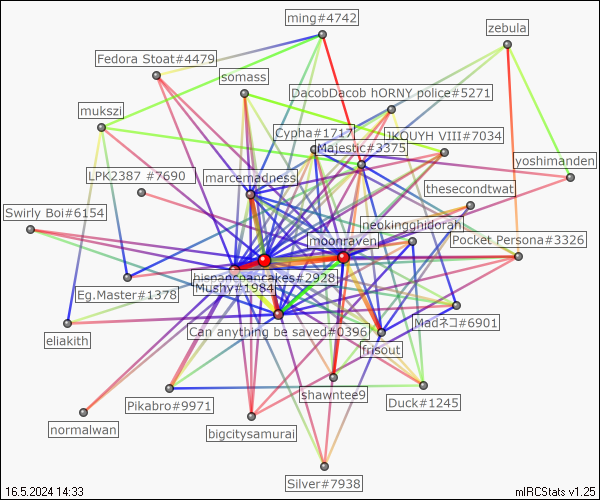 ming#4742
zebula
Fedora Stoat#4479
somass
DacobDacob hORNY police#5271
mukszi
Cypha#1717
IKQUYH VIII#7034
Majestic#3375
yoshimanden
LPK2387 #7690
marcemadness
thesecondtwat
Swirly Boi#6154
neokingghidorah
moonraven
Pocket Persona#3326
hispancpancakes#2928
Eg.Master#1378
Mushy#1984
Madネコ#6901
Can anything be saved#0396
eliakith
frisout
shawntee9
Pikabro#9971
Duck#1245
normalwan
bigcitysamurai
Silver#7938
16.5.2024 14:33
mIRCStats v1.25